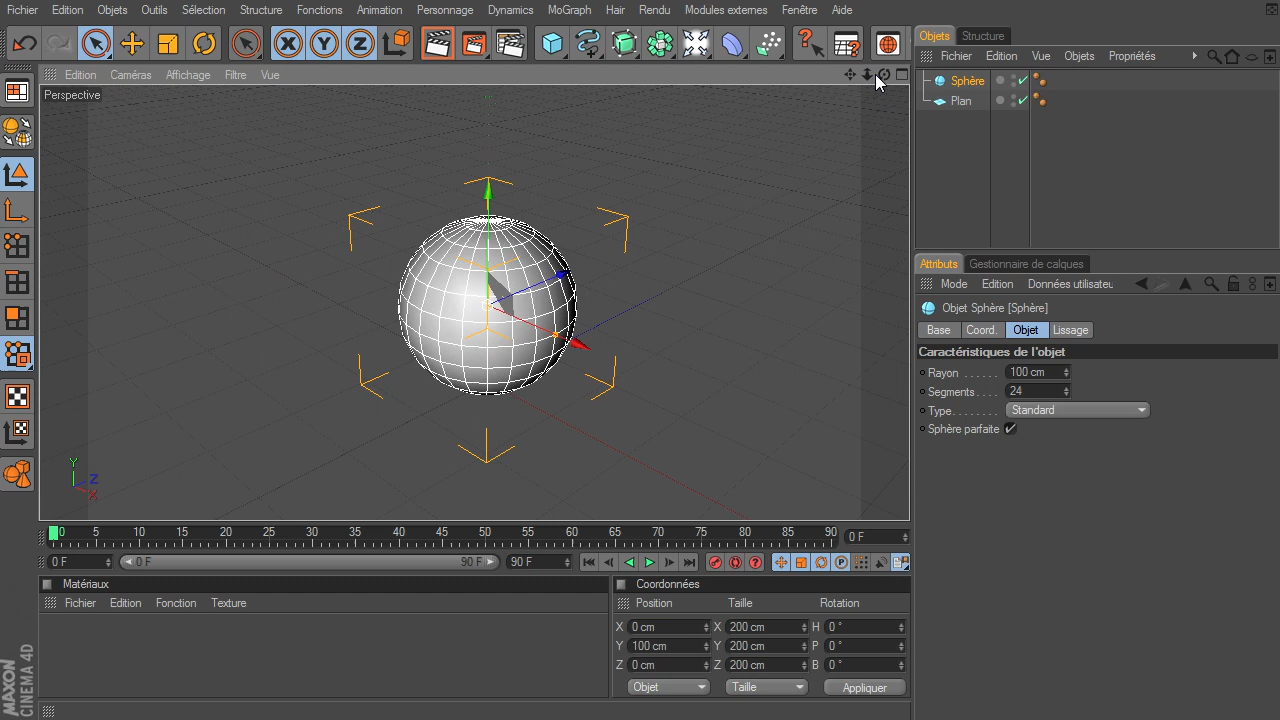 Fichier Edition Objets Outils Sélection Structure Fonctions Animation Personnage Dynamics MoGraph Hair Rendu Modules externes Fenêtre Aide
Objets Structure
Fichier Edition Vue Objets Propriétés
Edition Caméras Affichage Filtre Vue
Perspective
Sphère
Plan
Attributs Gestionnaire de calques
Mode Edition Données utilisateu
Objet Sphère [Sphère]
Base Coord. Objet Lissage
Caractéristiques de l'objet
Rayon 100 cm
Segments 24
Type Standard
Sphère parfaite
Y
Z
X
0 5 10 15 20 25 30 35 40 45 50 55 60 65 70 75 80 85 90 0 F
0 F 0 F 90 F 90 F
Matériaux
Fichier Edition Fonction Texture
Coordonnées
Position Taille Rotation
X 0 cm X 200 cm H 0 °
Y 100 cm Y 200 cm P 0 °
Z 0 cm Z 200 cm B 0 °
Objet Taille Appliquer
MAXON
CINEMA 4D